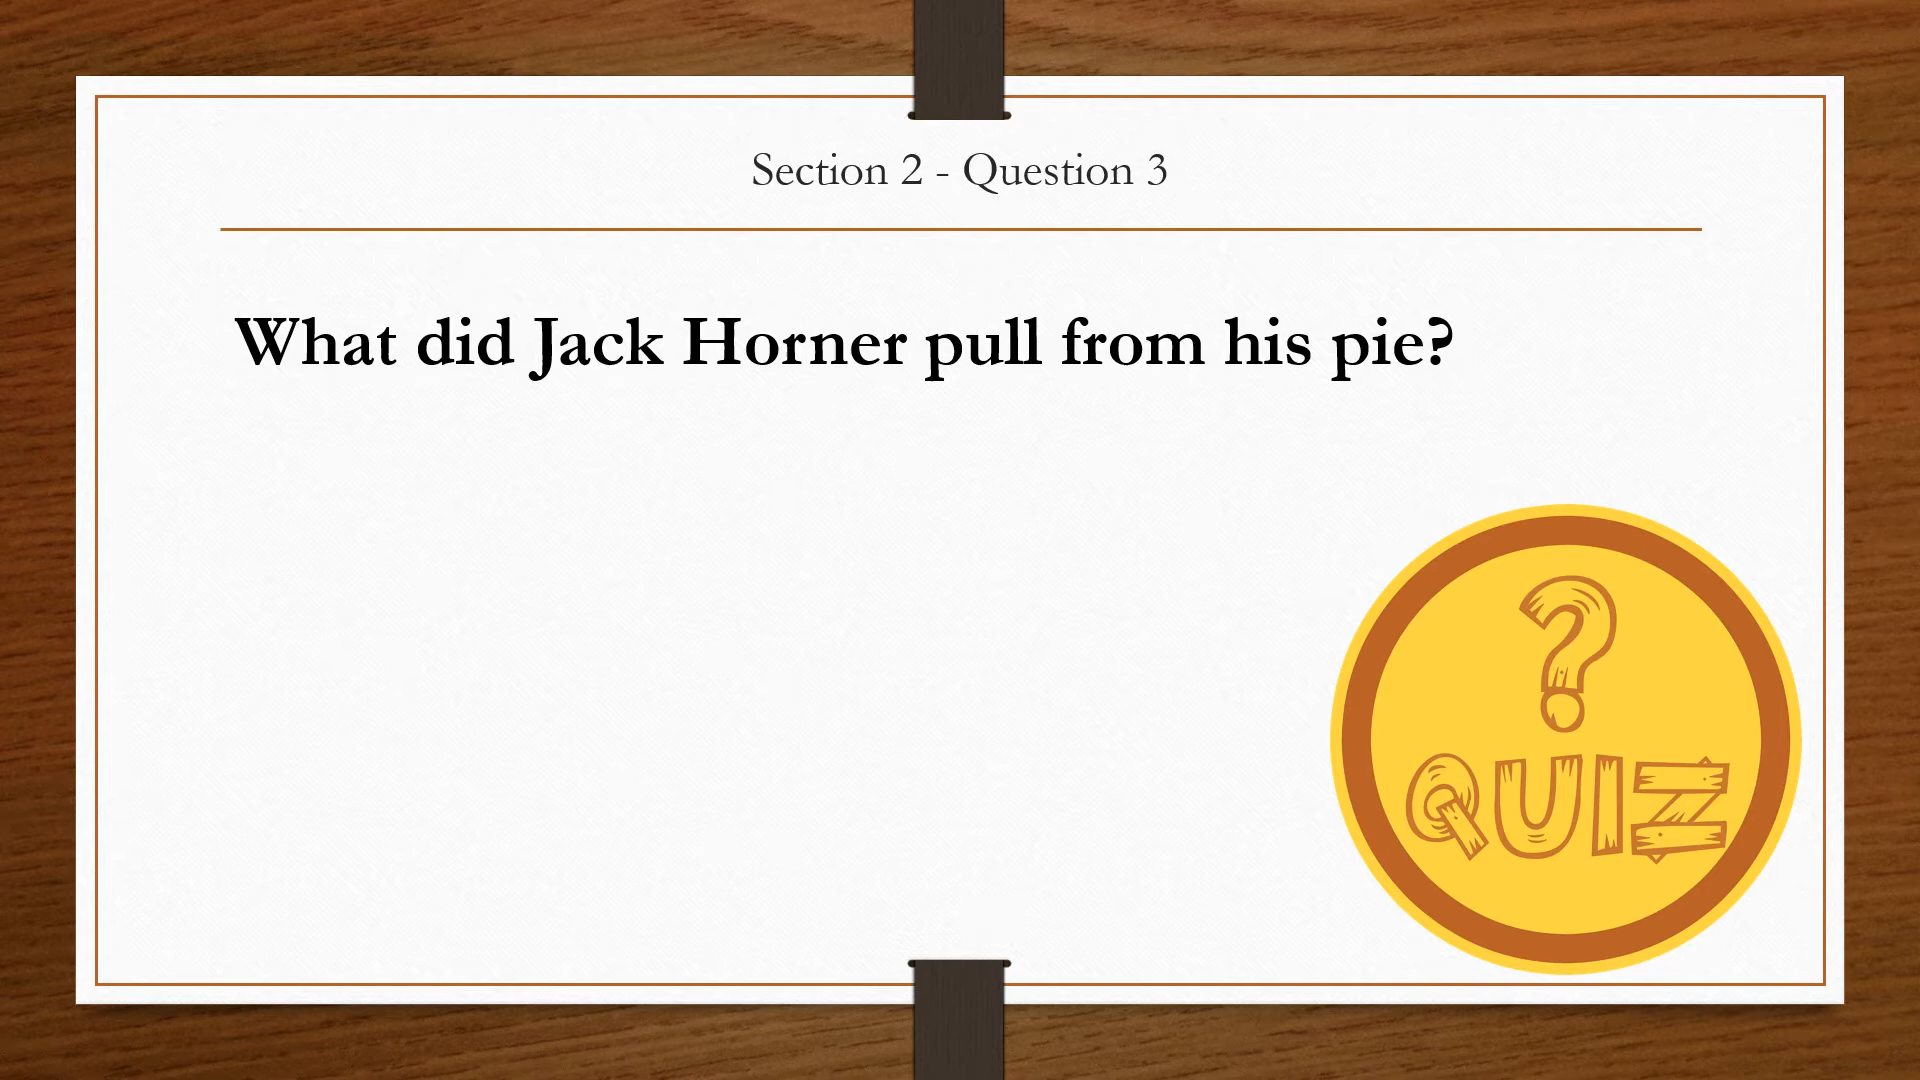 Section 2 - Question 3
What did Jack Horner pull from his pie?
?
QUIZ